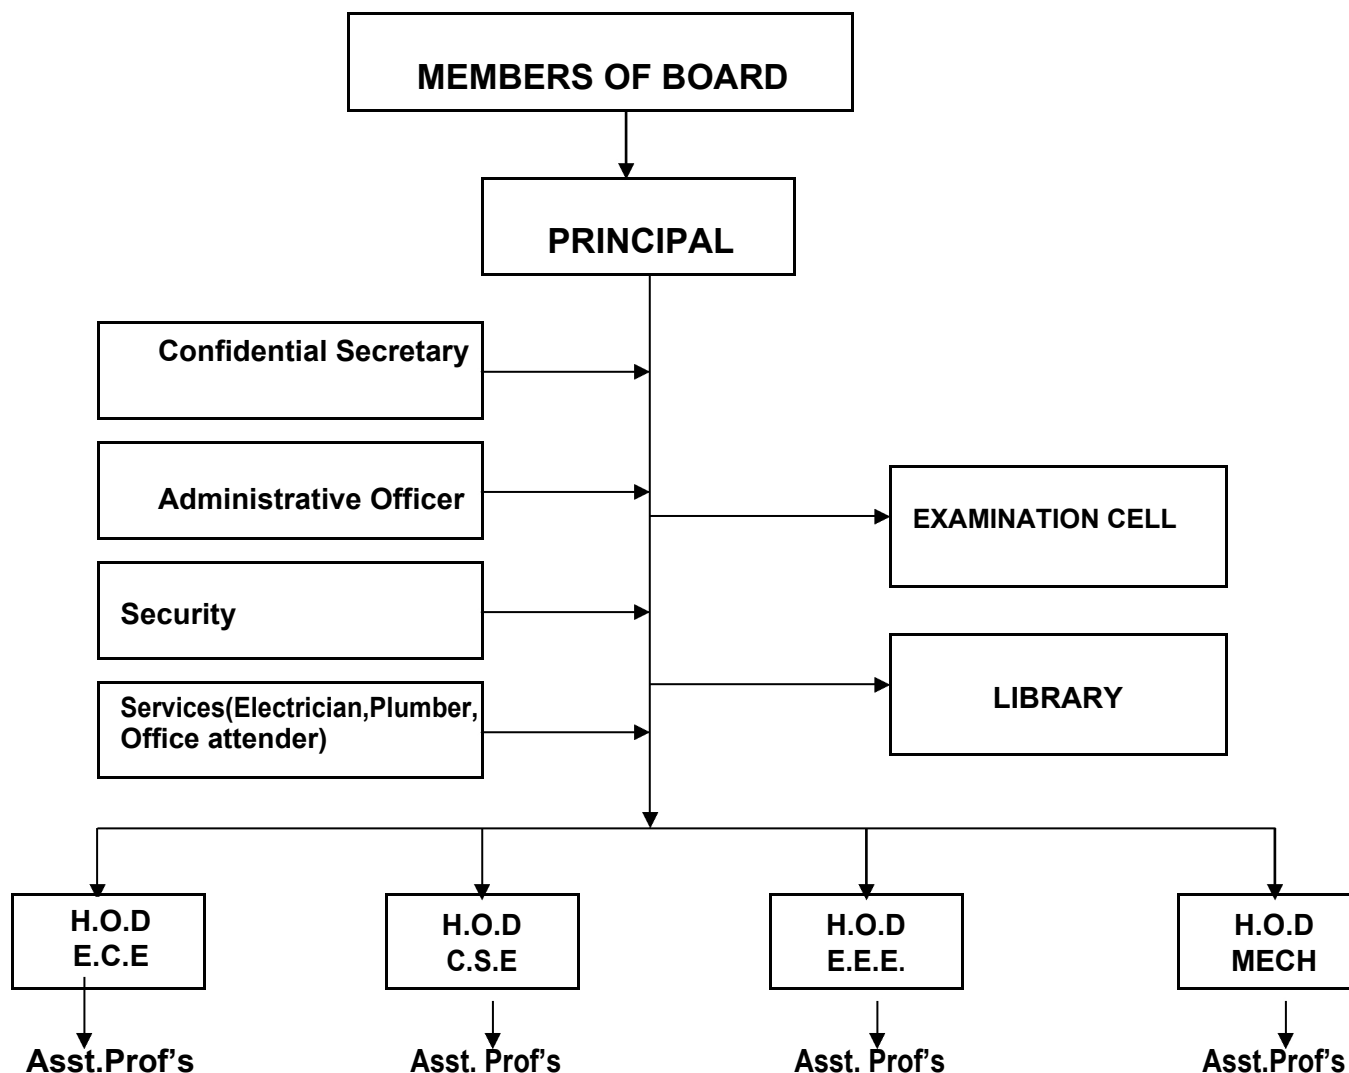 MEMBERS OF BOARD
PRINCIPAL
Confidential Secretary
Administrative Officer
EXAMINATION CELL
Security
LIBRARY
Services(Electrician,Plumber,
Office attender)
H.O.D
E.C.E
H.O.D
C.S.E
H.O.D
E.E.E.
H.O.D
MECH
Asst.Prof's
Asst. Prof's
Asst. Prof's
Asst.Prof's